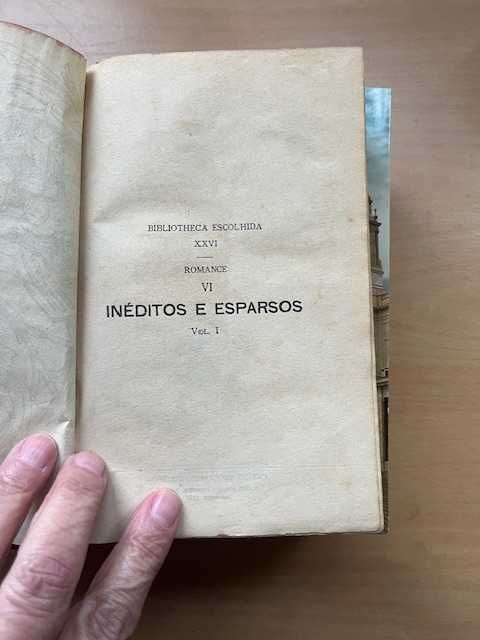 BIBLIOTHECA ESCOLHIDA
XXVI
ROMANCE
VI
INÉDITOS E ESPARSOS
VOL. I